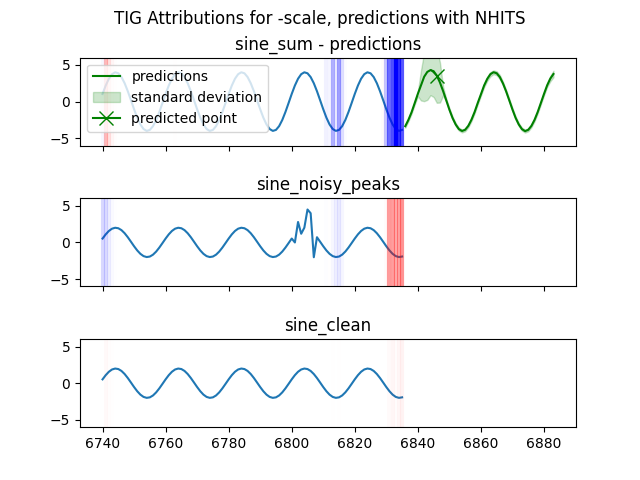 TIG Attributions for -scale, predictions with NHITS
sine_sum - predictions
5
0
−5
predictions
standard deviation
predicted point
sine_noisy_peaks
5
0
−5
sine_clean
5
0
−5
6740 6760 6780 6800 6820 6840 6860 6880